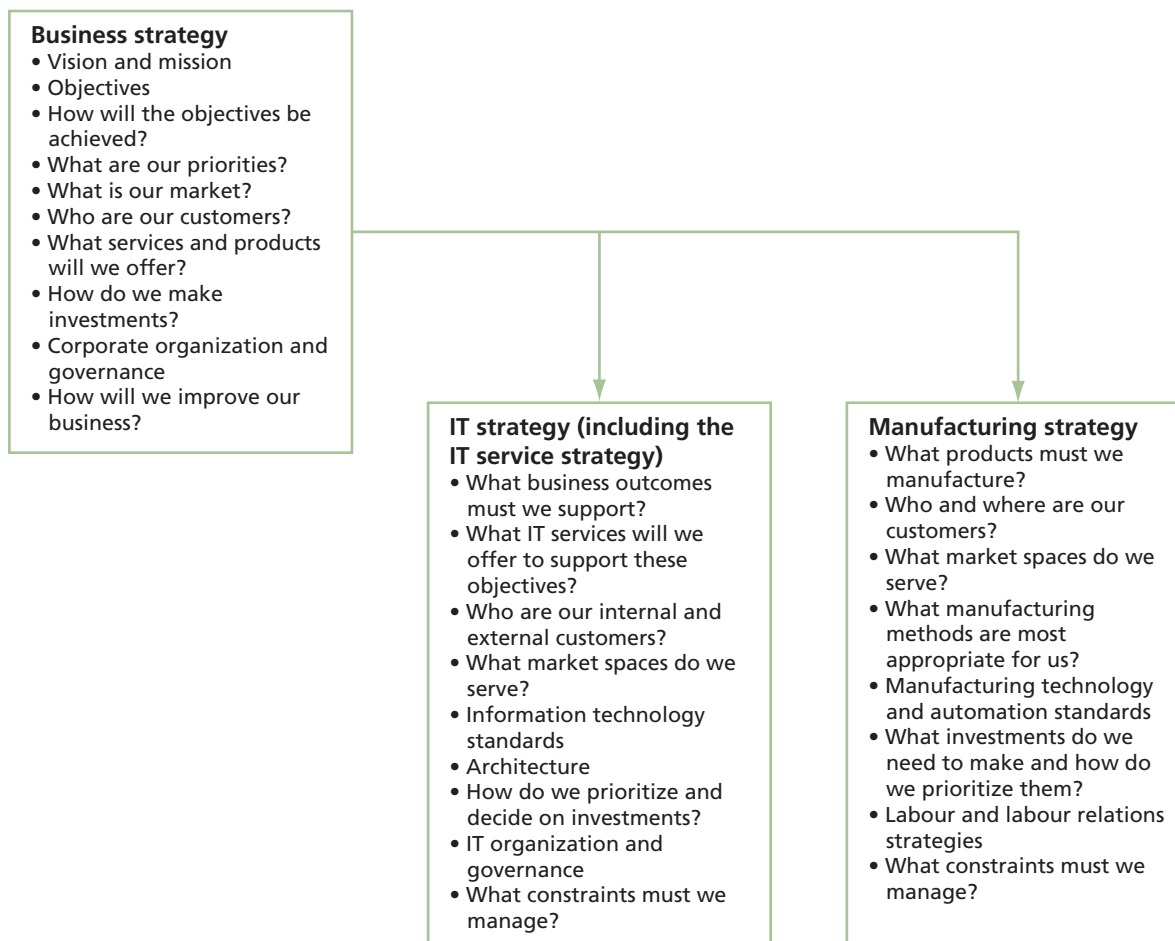 Business strategy
• Vision and mission
• Objectives
• How will the objectives be
achieved?
• What are our priorities?
• What is our market?
• Who are our customers?
• What services and products
will we offer?
• How do we make
investments?
• Corporate organization and
governance
• How will we improve our
business?
IT strategy (including the
IT service strategy)
• What business outcomes
must we support?
• What IT services will we
offer to support these
objectives?
• Who are our internal and
external customers?
• What market spaces do we
serve?
• Information technology
standards
• Architecture
• How do we prioritize and
decide on investments?
• IT organization and
governance
• What constraints must we
manage?
Manufacturing strategy
• What products must we
manufacture?
• Who and where are our
customers?
• What market spaces do we
serve?
• What manufacturing
methods are most
appropriate for us?
• Manufacturing technology
and automation standards
• What investments do we
need to make and how do
we prioritize them?
• Labour and labour relations
strategies
• What constraints must we
manage?